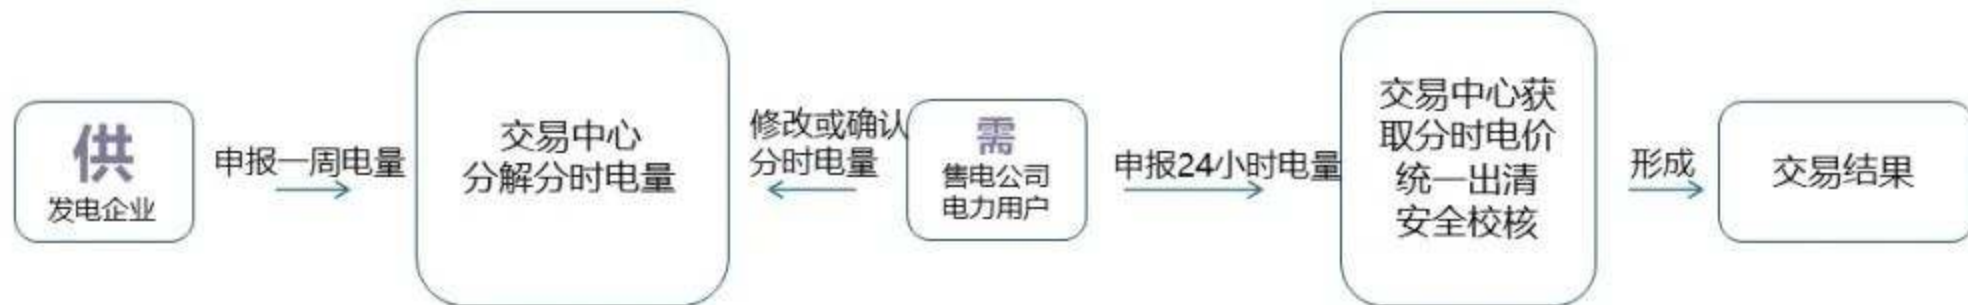 供
发电企业
申报一周电量
交易中心
分解分时电量
修改或确认
分时电量
需
售电公司
电力用户
申报24小时电量
交易中心获
取分时电价
统一出清
安全校核
形成
交易结果